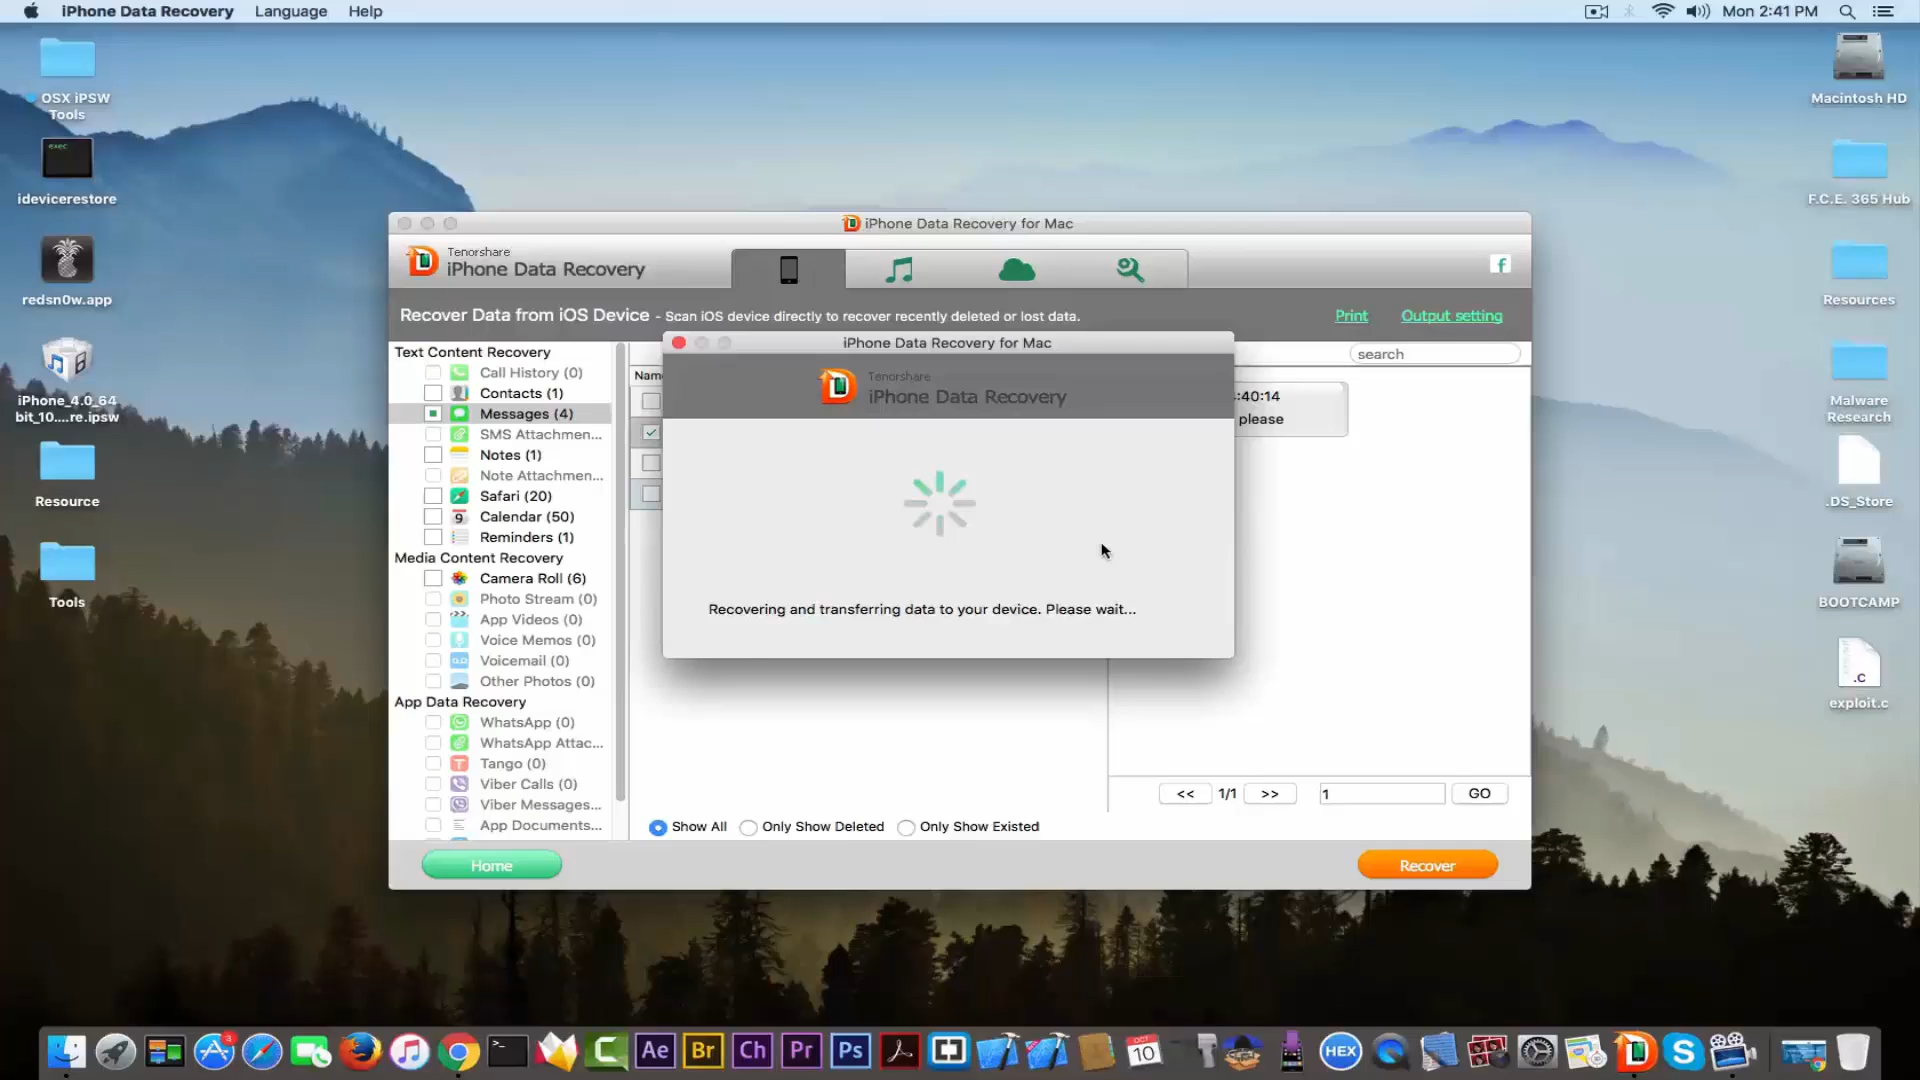 iPhone Data Recovery Language Help
Mon 2:41 PM
OSX iPSW
Tools
exec
idevicerestore
redsn0w.app
iPhone_4.0_64
bit_10....re.ipsw
Resource
Tools
Macintosh HD
F.C.E. 365 Hub
Resources
Malware
Research
.DS_Store
BOOTCAMP
.C
exploit.c
iPhone Data Recovery for Mac
Tenorshare
iPhone Data Recovery
f
Recover Data from iOS Device - Scan iOS device directly to recover recently deleted or lost data.
Print Output setting
Text Content Recovery
Call History (0)
Contacts (1)
Messages (4)
SMS Attachmen...
Notes (1)
Note Attachmen...
Safari (20)
9 Calendar (50)
Reminders (1)
Media Content Recovery
Camera Roll (6)
Photo Stream (0)
App Videos (0)
Voice Memos (0)
Voicemail (0)
Other Photos (0)
App Data Recovery
WhatsApp (0)
WhatsApp Attac...
T Tango (0)
Viber Calls (0)
Viber Messages...
App Documents...
Name
search
:40:14
please
iPhone Data Recovery for Mac
Tenorshare
iPhone Data Recovery
Recovering and transferring data to your device. Please wait...
<< 1/1 >> 1 GO
Show All Only Show Deleted Only Show Existed
Home Recover
3
>_
C
Ae
Br
Ch
Pr
Ps
OCT
10
HEX
S